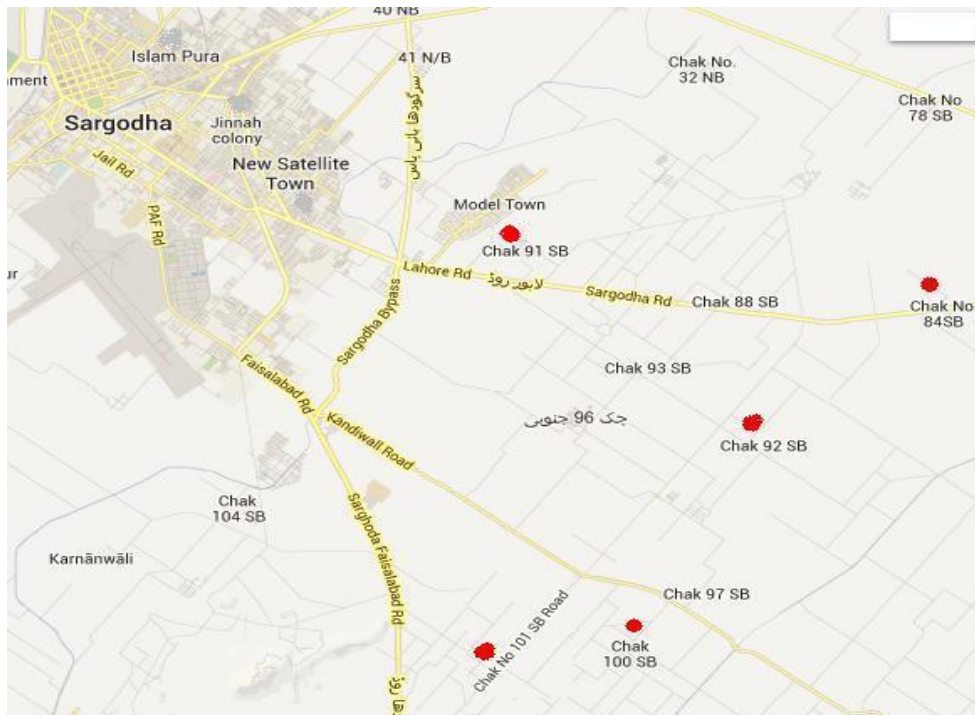 40 NB
Islam Pura
41 N/B
Chak No.
32 NB
ament
Chak No
78 SB
Sargodha
Jinnah
colony
سرگودھا بائی پاس
Jail Rd
New Satellite
Town
Model Town
PAF Rd
Chak 91 SB
ur
Lahore Rd
لاہور روڈ
Sargodha Rd
Chak 88 SB
Chak No
84SB
Sargodha Bypass
Faisalabad Rd
Chak 93 SB
چک 96 جنوبی
Kandiwall Road
Chak 92 SB
Chak
104 SB
Sarghoda Faisalabad Rd
Karnānwāli
Chak 97 SB
Chak No 101 SB Road
Chak
100 SB
روڈ